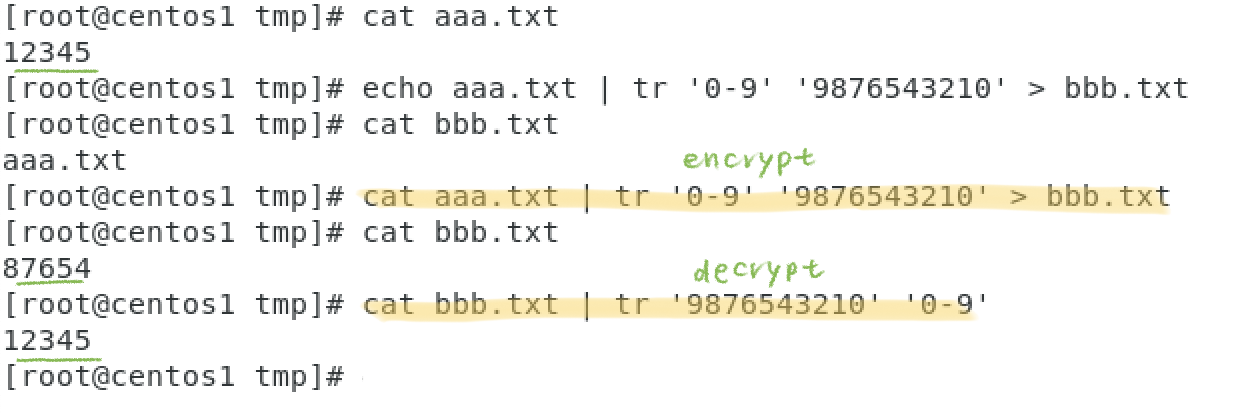 [root@centos1 tmp]# cat aaa.txt
12345
[root@centos1 tmp]# echo aaa.txt | tr '0-9' '9876543210' > bbb.txt
[root@centos1 tmp]# cat bbb.txt
aaa.txt
encrypt
[root@centos1 tmp]# cat aaa.txt | tr '0-9' '9876543210' > bbb.txt
[root@centos1 tmp]# cat bbb.txt
87654
decrypt
[root@centos1 tmp]# cat bbb.txt | tr '9876543210' '0-9'
12345
[root@centos1 tmp]#